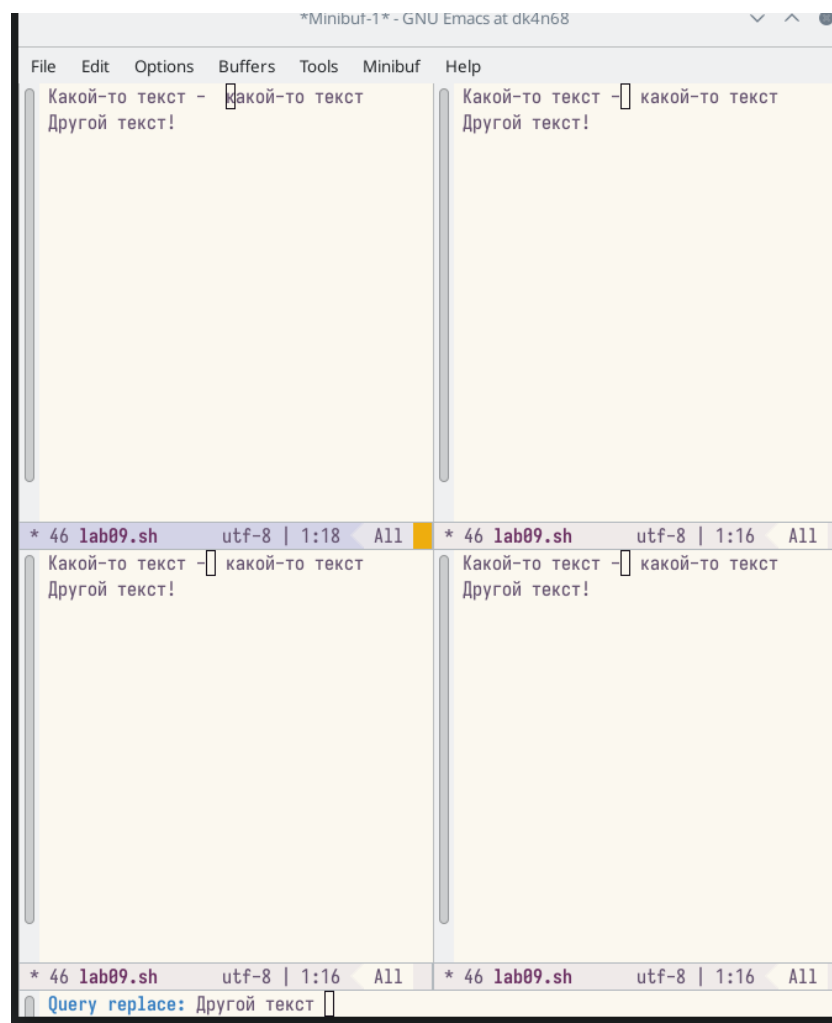 *Minibuf-1* - GNU Emacs at dk4n68
File Edit Options Buffers Tools Minibuf Help
Какой-то текст -  какой-то текст
Другой текст!
* 46 lab09.sh utf-8 | 1:18 All
Какой-то текст - какой-то текст
Другой текст!
* 46 lab09.sh utf-8 | 1:16 All
Какой-то текст - какой-то текст
Другой текст!
* 46 lab09.sh utf-8 | 1:16 All
Какой-то текст - какой-то текст
Другой текст!
* 46 lab09.sh utf-8 | 1:16 All
Query replace: Другой текст